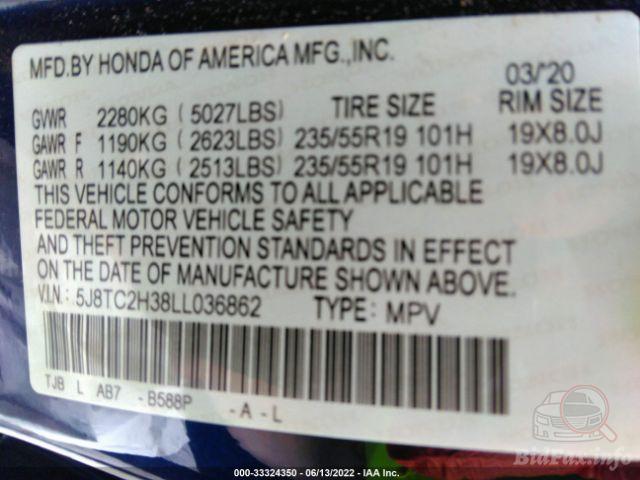 MFD.BY HONDA OF AMERICA MFG.,INC.
03/'20
GVWR 2280KG ( 5027LBS) TIRE SIZE RIM SIZE
GAWR F 1190KG ( 2623LBS) 235/55R19 101H 19X8.0J
GAWR R 1140KG ( 2513LBS) 235/55R19 101H 19X8.0J
THIS VEHICLE CONFORMS TO ALL APPLICABLE
FEDERAL MOTOR VEHICLE SAFETY
AND THEFT PREVENTION STANDARDS IN EFFECT
ON THE DATE OF MANUFACTURE SHOWN ABOVE.
V.I.N.: 5J8TC2H38LL036862 TYPE: MPV
TJB L AB7 - B588P - A - L
BidFax.info
000-33324350 - 06/13/2022 - IAA Inc.